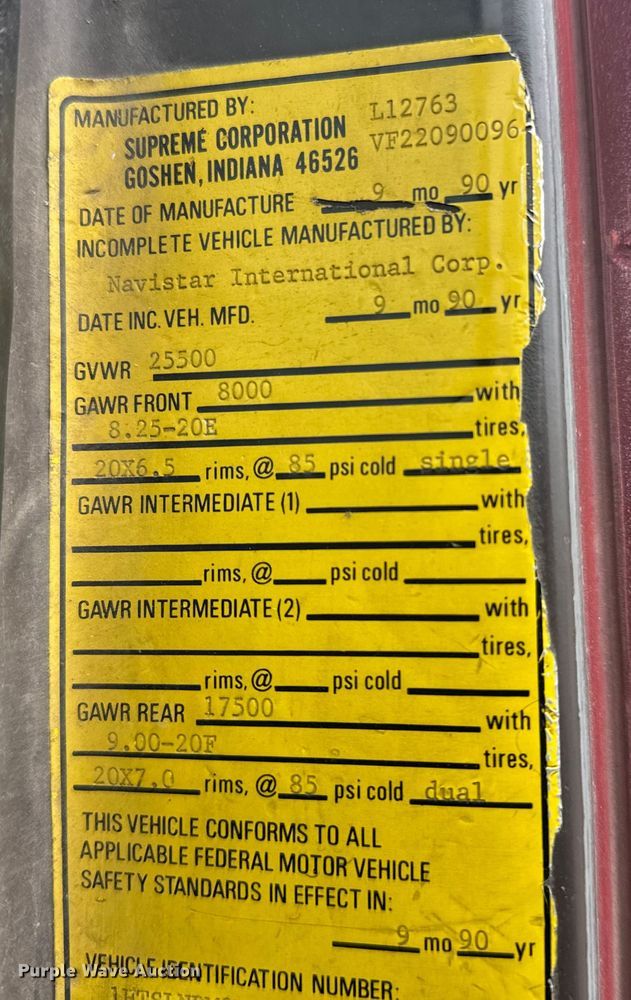 MANUFACTURED BY: L12763
SUPREME CORPORATION VF22090096
GOSHEN, INDIANA 46526
DATE OF MANUFACTURE 9 mo 90 yr
INCOMPLETE VEHICLE MANUFACTURED BY:
Navistar International Corp.
DATE INC. VEH. MFD. 9 mo 90 yr
GVWR 25500
GAWR FRONT 8000 with
8.25-20E tires,
20X6.5 rims, @ 85 psi cold single
GAWR INTERMEDIATE (1) with
tires,
rims, @ psi cold
GAWR INTERMEDIATE (2) with
tires,
rims, @ psi cold
GAWR REAR 17500 with
9.00-20F tires,
20X7.0 rims, @ 85 psi cold dual
THIS VEHICLE CONFORMS TO ALL
APPLICABLE FEDERAL MOTOR VEHICLE
SAFETY STANDARDS IN EFFECT IN:
9 mo 90 yr
VEHICLE IDENTIFICATION NUMBER:
Purple Wave Auction